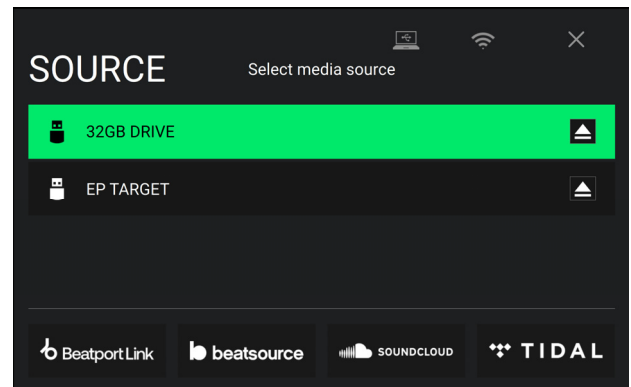 SOURCE
Select media source
32GB DRIVE
EP TARGET
Beatport Link
beatsource
SOUNDCLOUD
TIDAL